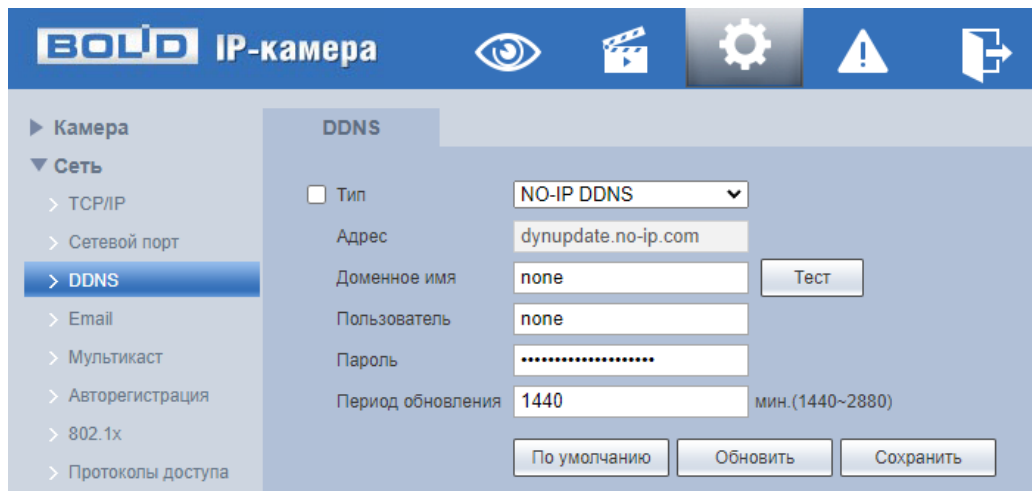 BOLID IP-камера
Камера
Сеть
TCP/IP
Сетевой порт
DDNS
Email
Мультикаст
Авторегистрация
802.1x
Протоколы доступа
DDNS
Тип NO-IP DDNS
Адрес dynupdate.no-ip.com
Доменное имя none Тест
Пользователь none
Пароль ••••••••••••••••••••
Период обновления 1440 мин.(1440~2880)
По умолчанию Обновить Сохранить